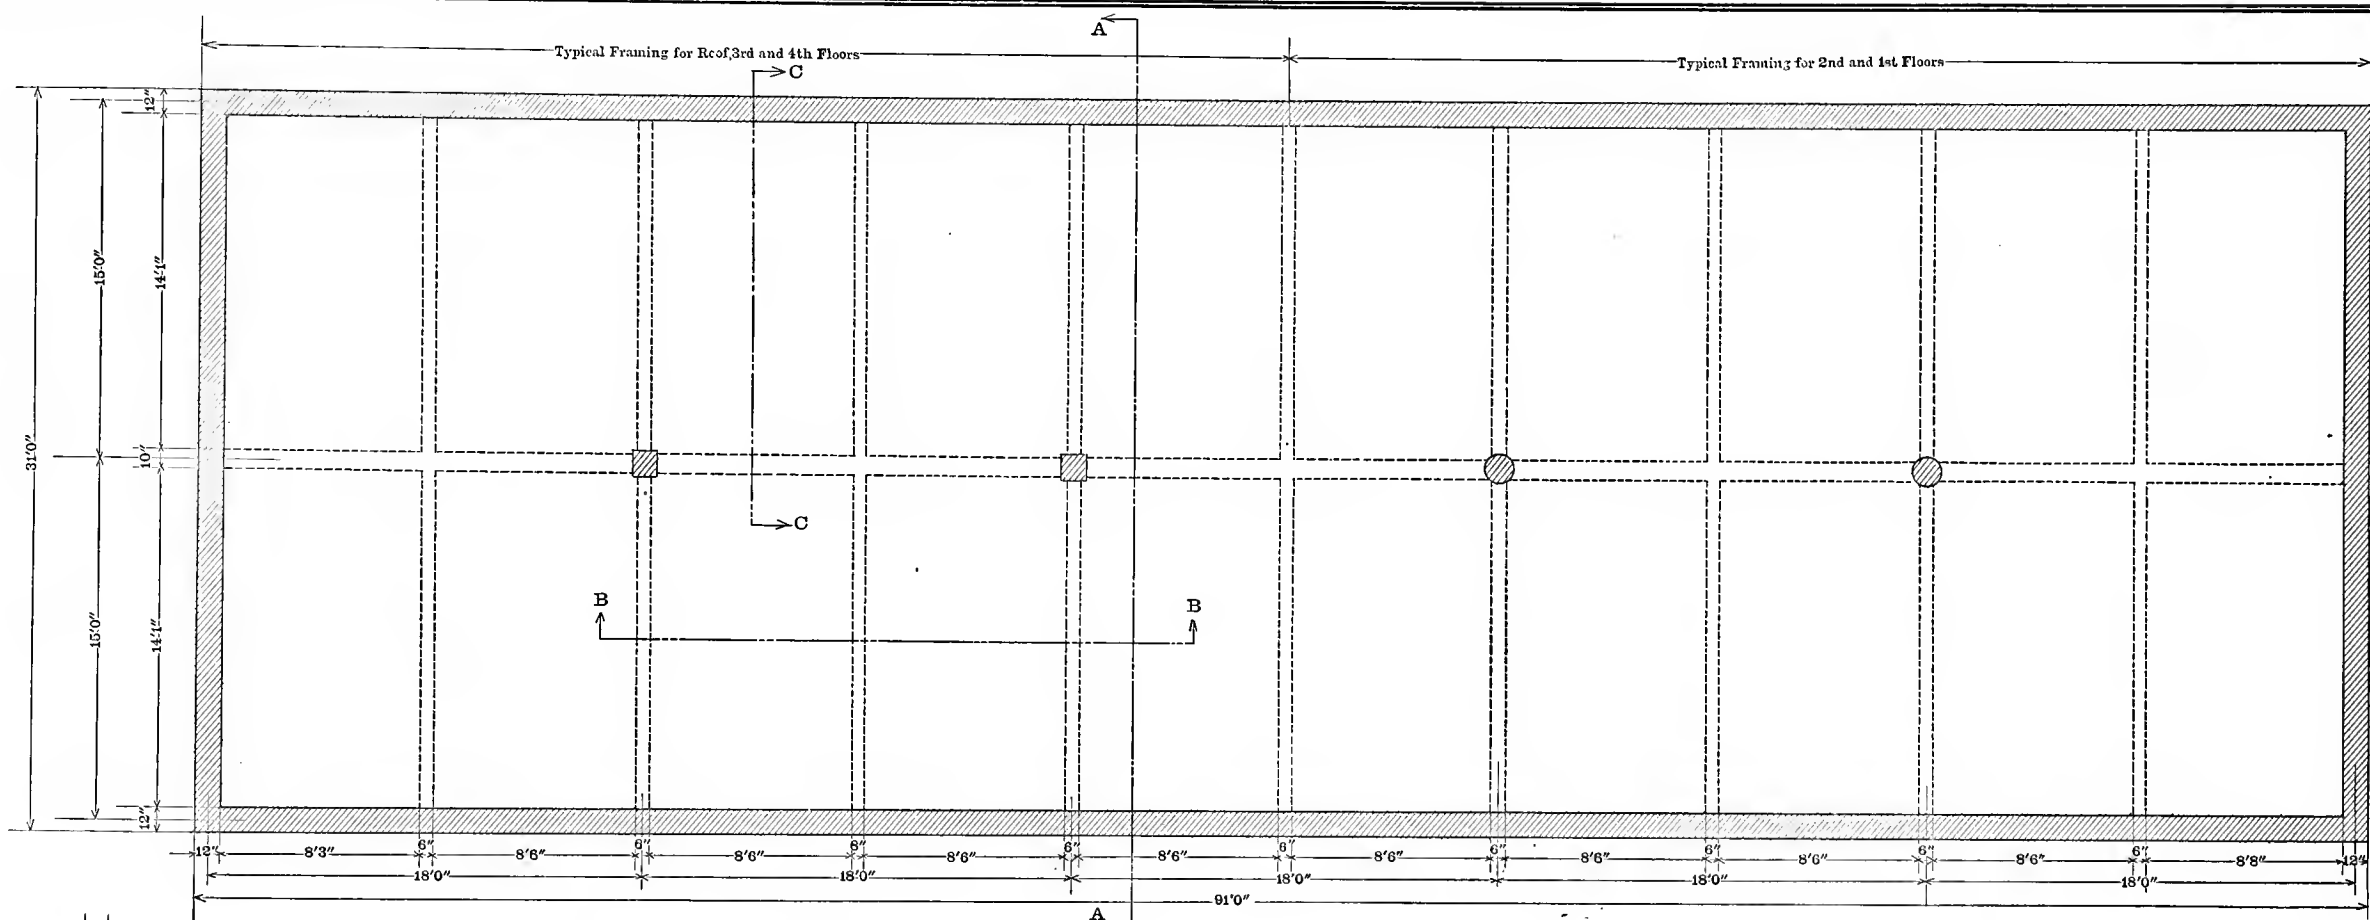 A
Typical Framing for Roof,3rd and 4th Floors
Typical Framing for 2nd and 1st Floors
C
12"
15'0"
14'1"
31'0"
10"
C
B
B
15'0"
14'1"
12"
12" 8'3" 6" 8'6" 6" 8'6" 8" 8'6" 6" 8'6" 6" 8'6" 6" 8'6" 6" 8'6" 6" 8'6" 6" 8'8" 12"
18'0" 18'0" 18'0" 18'0" 18'0"
91'0"
A